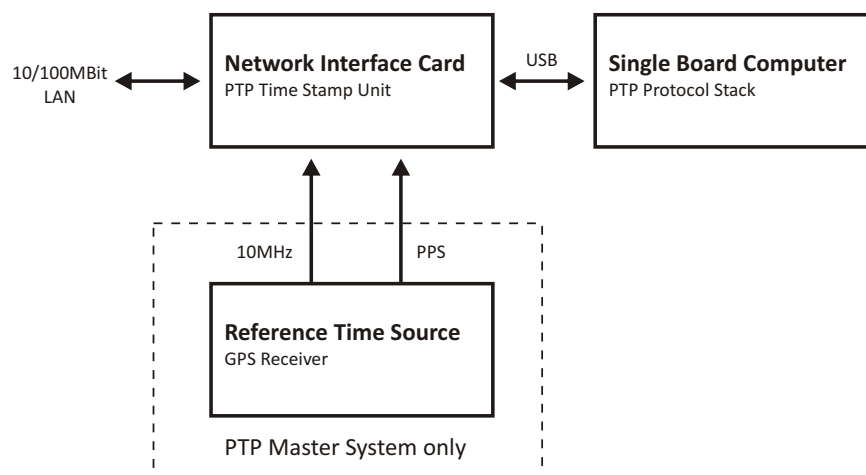 10/100MBit
LAN
Network Interface Card
PTP Time Stamp Unit
USB
Single Board Computer
PTP Protocol Stack
10MHz
PPS
Reference Time Source
GPS Receiver
PTP Master System only